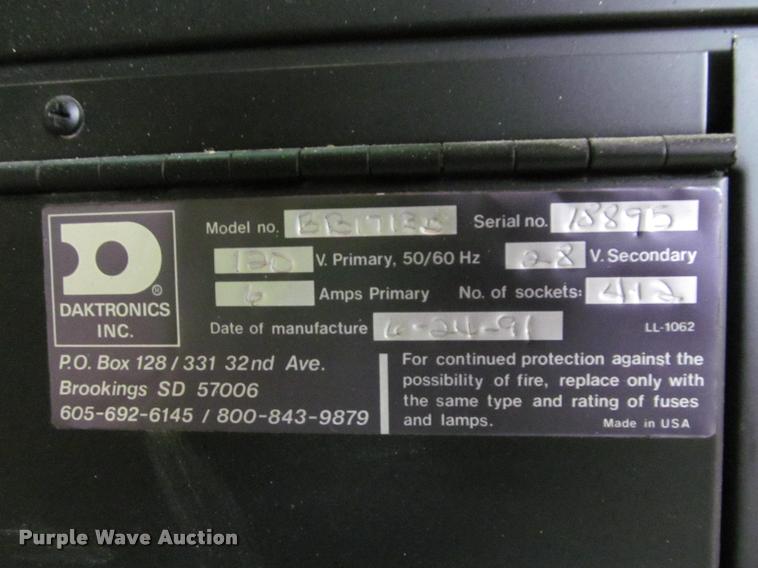 Model no. BB1713S Serial no. 18895
120 V. Primary, 50/60 Hz 28 V. Secondary
6 Amps Primary No. of sockets: 412
Date of manufacture 6-24-91 LL-1062
D ®
DAKTRONICS
INC.
P.O. Box 128 / 331 32nd Ave.
Brookings SD 57006
605-692-6145 / 800-843-9879
For continued protection against the
possibility of fire, replace only with
the same type and rating of fuses
and lamps. Made in USA
Purple Wave Auction